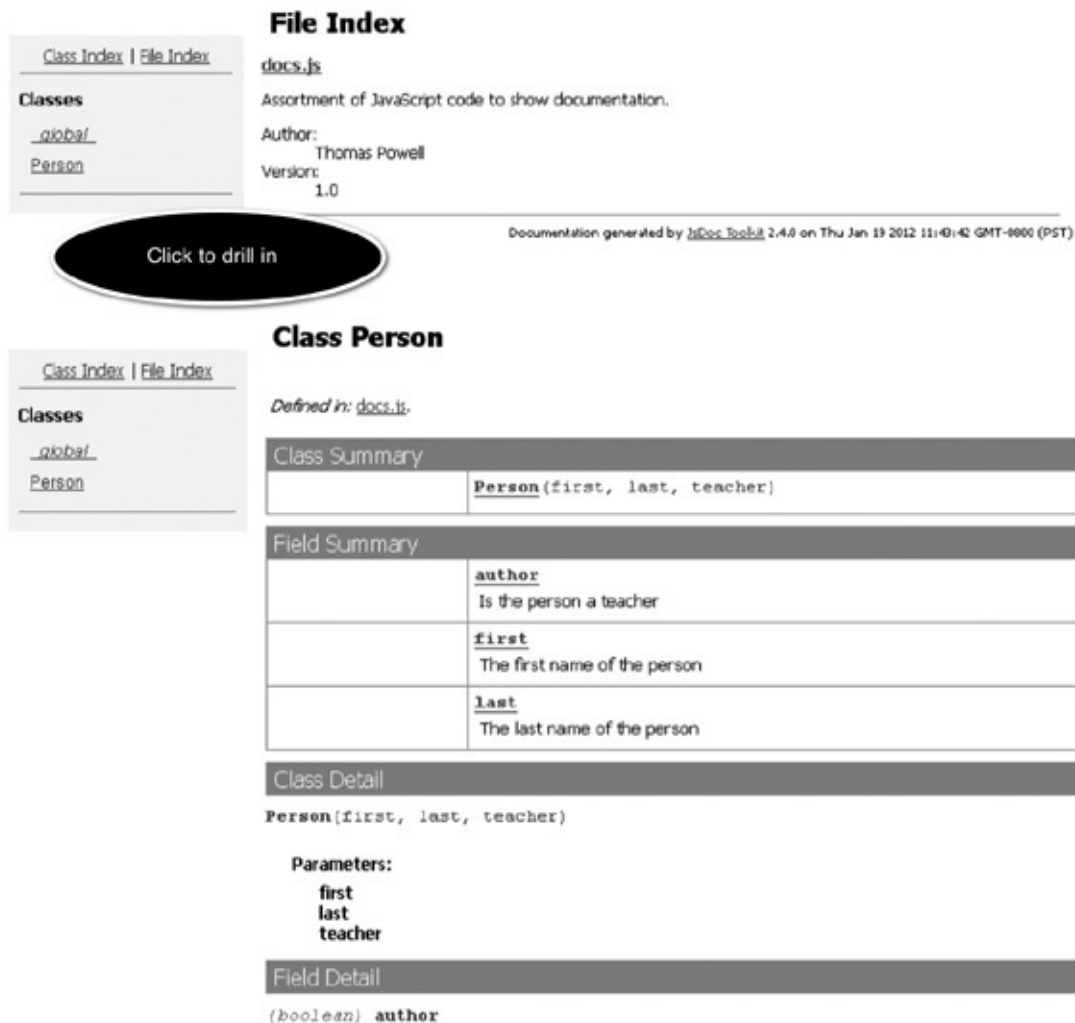 File Index
Class Index | File Index
Classes
_global_
Person
docs.js
Assortment of JavaScript code to show documentation.
Author:
Thomas Powell
Version:
1.0
Documentation generated by JsDoc Toolkit 2.4.0 on Thu Jan 19 2012 11:43:42 GMT-0800 (PST)
Click to drill in
Class Person
Class Index | File Index
Classes
_global_
Person
Defined in: docs.js.
Class Summary
Person(first, last, teacher)
Field Summary
author
Is the person a teacher
first
The first name of the person
last
The last name of the person
Class Detail
Person(first, last, teacher)
Parameters:
first
last
teacher
Field Detail
{boolean} author